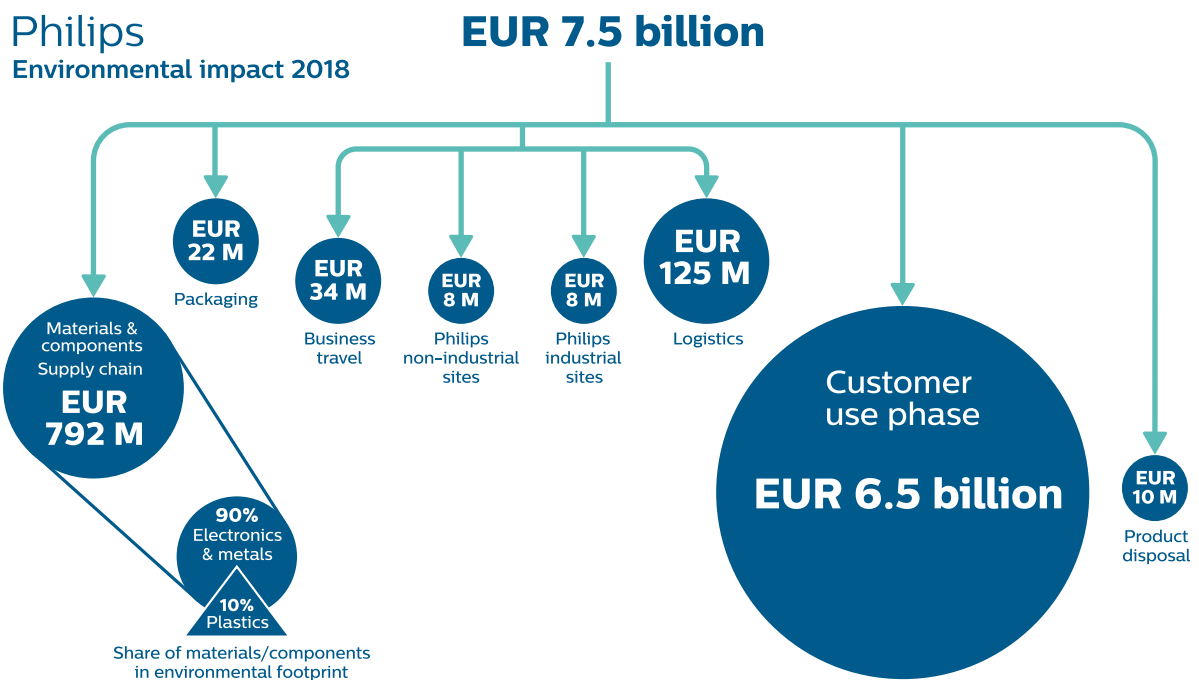 Philips
Environmental impact 2018
EUR 7.5 billion
Materials &
components
Supply chain
EUR
792 M
EUR
22 M
Packaging
EUR
34 M
Business
travel
EUR
8 M
Philips
non-industrial
sites
EUR
8 M
Philips
industrial
sites
EUR
125 M
Logistics
Customer
use phase
EUR 6.5 billion
EUR
10 M
Product
disposal
90%
Electronics
& metals
10%
Plastics
Share of materials/components
in environmental footprint